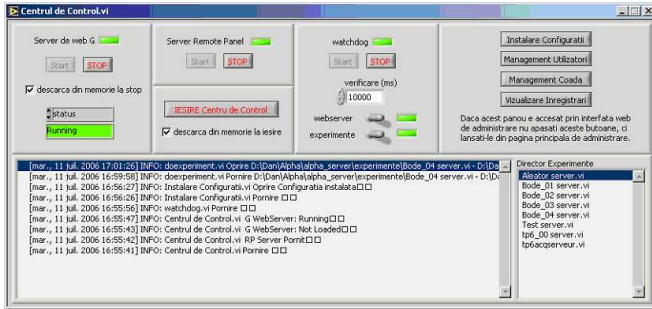 Centrul de Control.vi
Server de web G
Start STOP
descarca din memorie la stop
status
Running
Server Remote Panel
Start STOP
IESIRE Centru de Control
descarca din memorie la iesire
watchdog
Start STOP
verificare (ms)
10000
webserver
experimente
Instalare Configuratii
Management Utilizatori
Management Coada
Vizualizare Inregistrari
Daca acest panou e accesat prin interfata web
de administrare nu apasati aceste butoane, ci
lansati-le din pagina principala de administrare.
[mar., 11 juil. 2006 17:01:26] INFO: doexperiment.vi Oprire D:\Dan\Alpha\alpha_server\experimente\Bode_04 server.vi - D:\Da
[mar., 11 juil. 2006 16:59:58] INFO: doexperiment.vi Pornire D:\Dan\Alpha\alpha_server\experimente\Bode_04 server.vi - D:\D
[mar., 11 juil. 2006 16:56:27] INFO: Instalare Configuratii.vi Oprire Configuratia instalata□□
[mar., 11 juil. 2006 16:56:26] INFO: Instalare Configuratii.vi Pornire □□
[mar., 11 juil. 2006 16:55:56] INFO: watchdog.vi Pornire □□
[mar., 11 juil. 2006 16:55:47] INFO: Centrul de Control.vi G WebServer: Running□□
[mar., 11 juil. 2006 16:55:43] INFO: Centrul de Control.vi G WebServer: Not Loaded□□
[mar., 11 juil. 2006 16:55:42] INFO: Centrul de Control.vi RP Server Pornit□□
[mar., 11 juil. 2006 16:55:41] INFO: Centrul de Control.vi Pornire □□
Director Experimente
Aleator server.vi
Bode_01 server.vi
Bode_02 server.vi
Bode_03 server.vi
Bode_04 server.vi
Test server.vi
tp6_00 server.vi
tp6acqserveur.vi